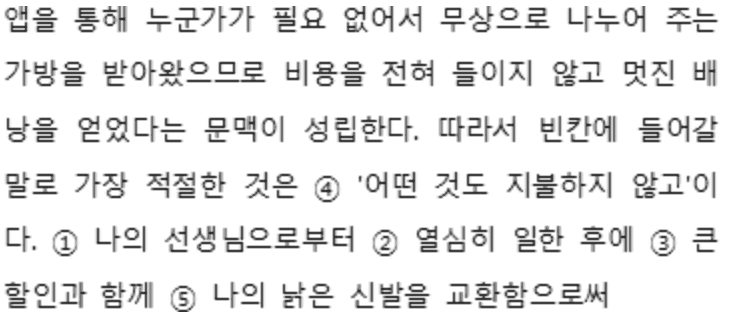 앱을 통해 누군가가 필요 없어서 무상으로 나누어 주는
가방을 받아왔으므로 비용을 전혀 들이지 않고 멋진 배
낭을 얻었다는 문맥이 성립한다. 따라서 빈칸에 들어갈
말로 가장 적절한 것은 ④ '어떤 것도 지불하지 않고'이
다. ① 나의 선생님으로부터 ② 열심히 일한 후에 ③ 큰
할인과 함께 ⑤ 나의 낡은 신발을 교환함으로써